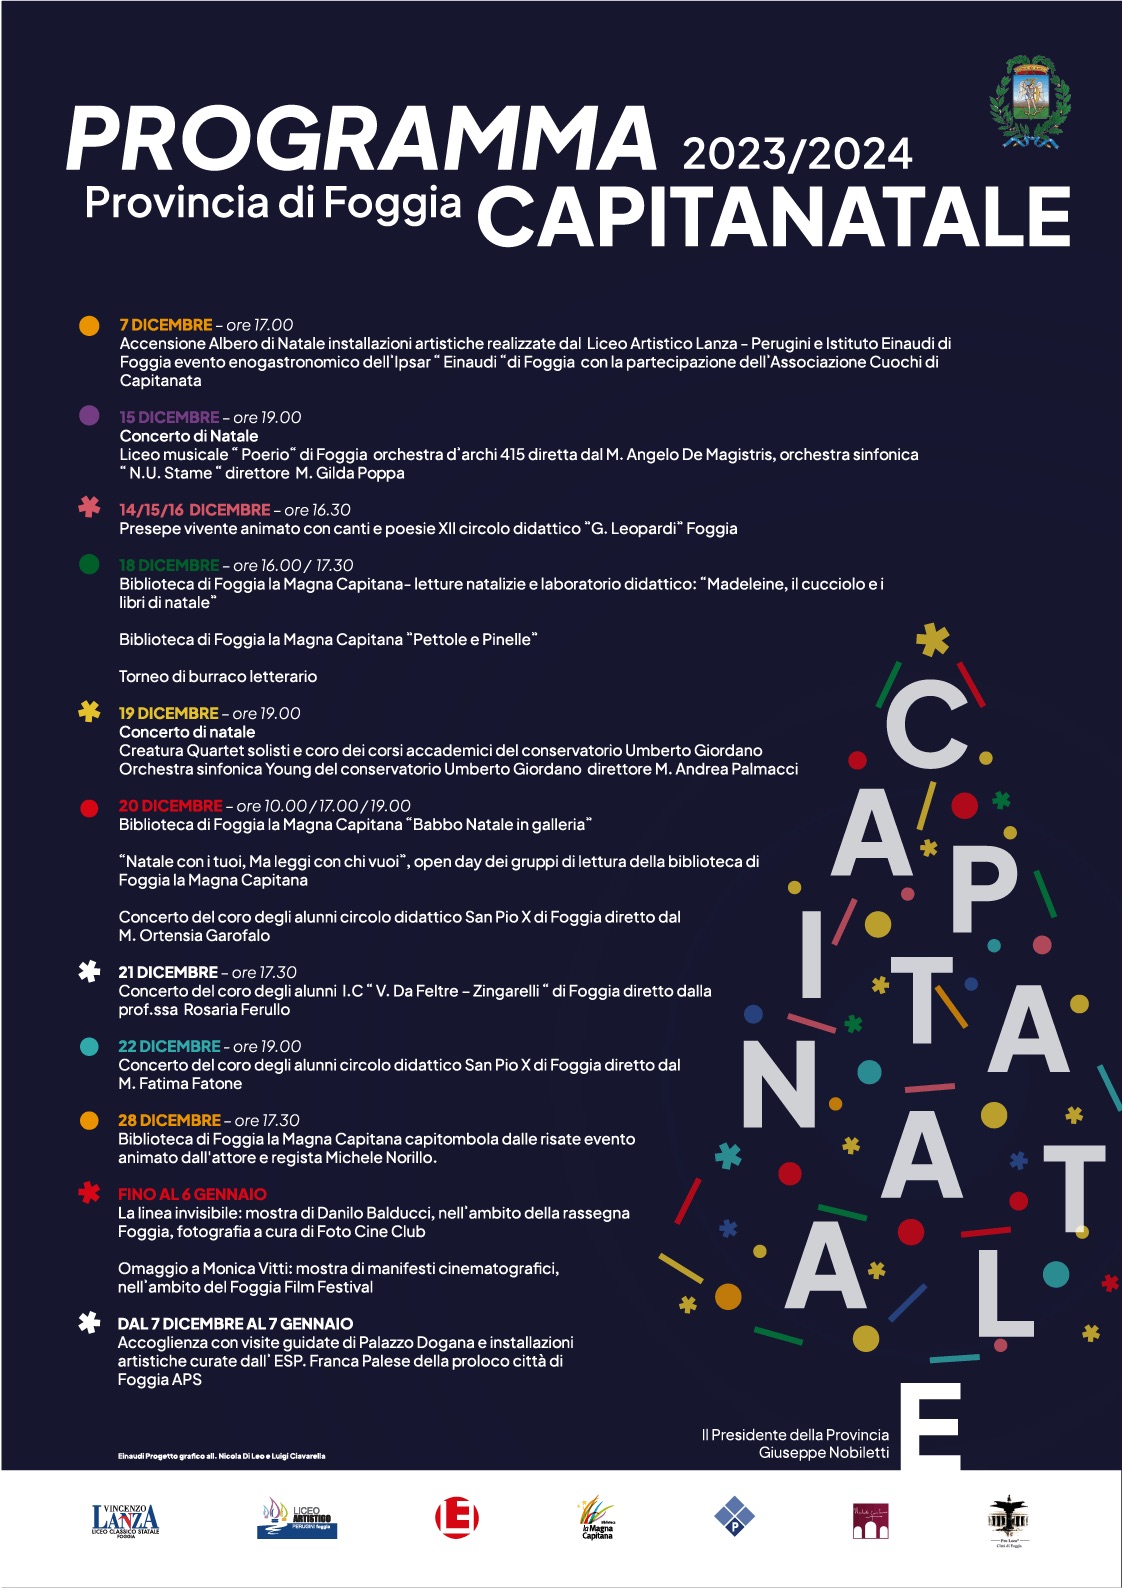 PROGRAMMA 2023/2024
Provincia di Foggia CAPITANATALE
7 DICEMBRE – ore 17.00
Accensione Albero di Natale installazioni artistiche realizzate dal Liceo Artistico Lanza - Perugini e Istituto Einaudi di
Foggia evento enogastronomico dell'Ipsar “ Einaudi “di Foggia con la partecipazione dell'Associazione Cuochi di
Capitanata
15 DICEMBRE – ore 19.00
Concerto di Natale
Liceo musicale “ Poerio“ di Foggia orchestra d'archi 415 diretta dal M. Angelo De Magistris, orchestra sinfonica
“ N.U. Stame “ direttore M. Gilda Poppa
14/15/16 DICEMBRE – ore 16.30
Presepe vivente animato con canti e poesie XII circolo didattico “G. Leopardi” Foggia
18 DICEMBRE – ore 16.00 / 17.30
Biblioteca di Foggia la Magna Capitana- letture natalizie e laboratorio didattico: “Madeleine, il cucciolo e i
libri di natale”
Biblioteca di Foggia la Magna Capitana “Pettole e Pinelle”
Torneo di burraco letterario
19 DICEMBRE – ore 19.00
Concerto di natale
Creatura Quartet solisti e coro dei corsi accademici del conservatorio Umberto Giordano
Orchestra sinfonica Young del conservatorio Umberto Giordano direttore M. Andrea Palmacci
20 DICEMBRE – ore 10.00 / 17.00 / 19.00
Biblioteca di Foggia la Magna Capitana “Babbo Natale in galleria”
“Natale con i tuoi, Ma leggi con chi vuoi”, open day dei gruppi di lettura della biblioteca di
Foggia la Magna Capitana
Concerto del coro degli alunni circolo didattico San Pio X di Foggia diretto dal
M. Ortensia Garofalo
21 DICEMBRE – ore 17.30
Concerto del coro degli alunni I.C “ V. Da Feltre – Zingarelli “ di Foggia diretto dalla
prof.ssa Rosaria Ferullo
22 DICEMBRE - ore 19.00
Concerto del coro degli alunni circolo didattico San Pio X di Foggia diretto dal
M. Fatima Fatone
28 DICEMBRE – ore 17.30
Biblioteca di Foggia la Magna Capitana capitombola dalle risate evento
animato dall'attore e regista Michele Norillo.
FINO AL 6 GENNAIO
La linea invisibile: mostra di Danilo Balducci, nell'ambito della rassegna
Foggia, fotografia a cura di Foto Cine Club
Omaggio a Monica Vitti: mostra di manifesti cinematografici,
nell'ambito del Foggia Film Festival
DAL 7 DICEMBRE AL 7 GENNAIO
Accoglienza con visite guidate di Palazzo Dogana e installazioni
artistiche curate dall' ESP. Franca Palese della proloco città di
Foggia APS
C
A
P
I
T
A
N
A
T
A
L
E
Il Presidente della Provincia
Giuseppe Nobiletti
Einaudi Progetto grafico all. Nicola Di Leo e Luigi Ciavarella
VINCENZO
LANZA
LICEO CLASSICO STATALE
FOGGIA
LICEO
ARTISTICO
PERUGINI foggia
E
la Magna
Capitana
P
Pro Loco
Città di Foggia